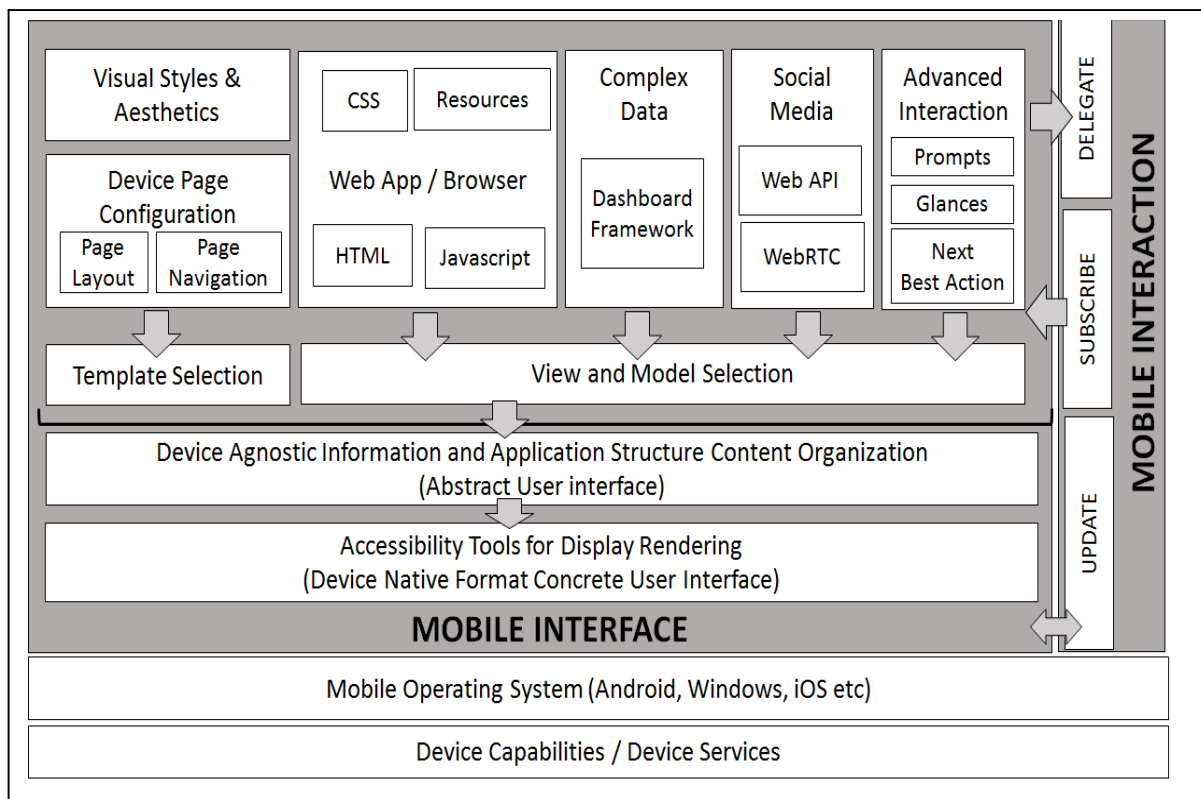 Visual Styles &
Aesthetics
Device Page
Configuration
Page
Layout
Page
Navigation
CSS
Resources
Web App / Browser
HTML
Javascript
Complex
Data
Dashboard
Framework
Social
Media
Web API
WebRTC
Advanced
Interaction
Prompts
Glances
Next
Best Action
Template Selection
View and Model Selection
Device Agnostic Information and Application Structure Content Organization
(Abstract User interface)
Accessibility Tools for Display Rendering
(Device Native Format Concrete User Interface)
MOBILE INTERFACE
DELEGATE
SUBSCRIBE
UPDATE
MOBILE INTERACTION
Mobile Operating System (Android, Windows, iOS etc)
Device Capabilities / Device Services